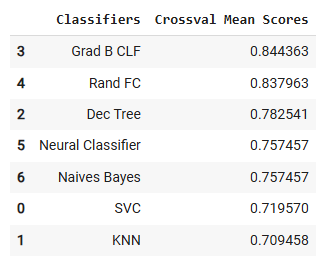 Classifiers Crossval Mean Scores
3 Grad B CLF 0.844363
4 Rand FC 0.837963
2 Dec Tree 0.782541
5 Neural Classifier 0.757457
6 Naives Bayes 0.757457
0 SVC 0.719570
1 KNN 0.709458